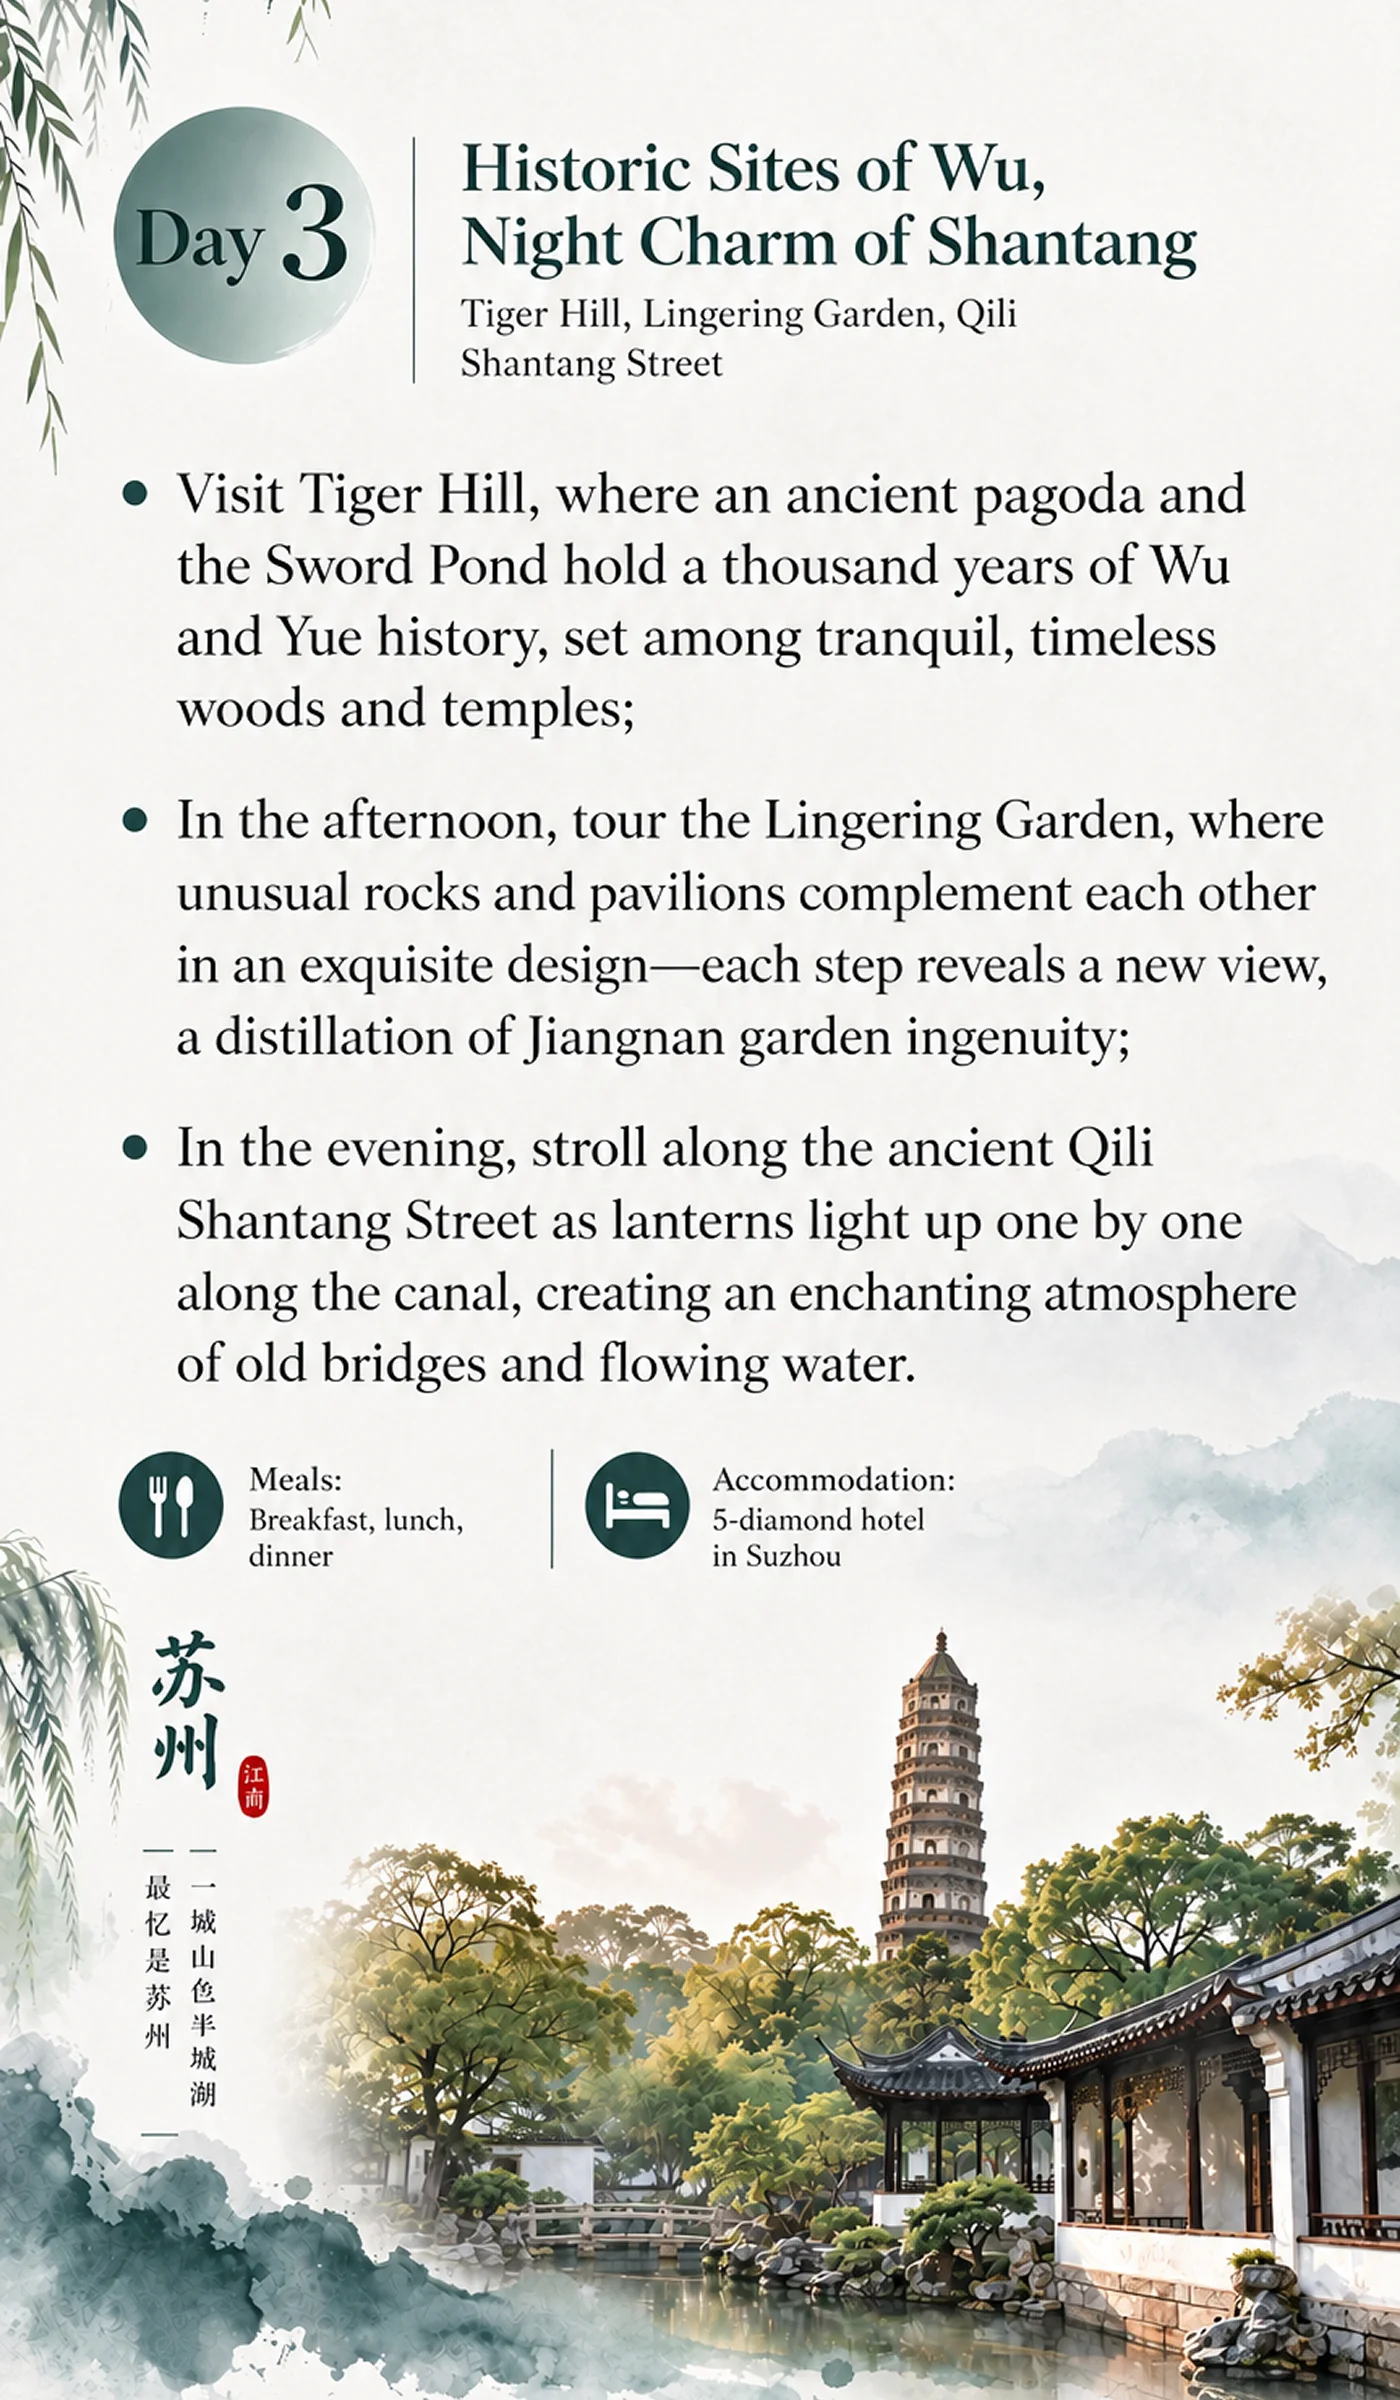 Day 3
Historic Sites of Wu,
Night Charm of Shantang
Tiger Hill, Lingering Garden, Qili
Shantang Street
Visit Tiger Hill, where an ancient pagoda and
the Sword Pond hold a thousand years of Wu
and Yue history, set among tranquil, timeless
woods and temples;
In the afternoon, tour the Lingering Garden, where
unusual rocks and pavilions complement each other
in an exquisite design—each step reveals a new view,
a distillation of Jiangnan garden ingenuity;
In the evening, stroll along the ancient Qili
Shantang Street as lanterns light up one by one
along the canal, creating an enchanting atmosphere
of old bridges and flowing water.
Meals:
Breakfast, lunch,
dinner
Accommodation:
5-diamond hotel
in Suzhou
苏州
江南
一城山色半城湖
最忆是苏州